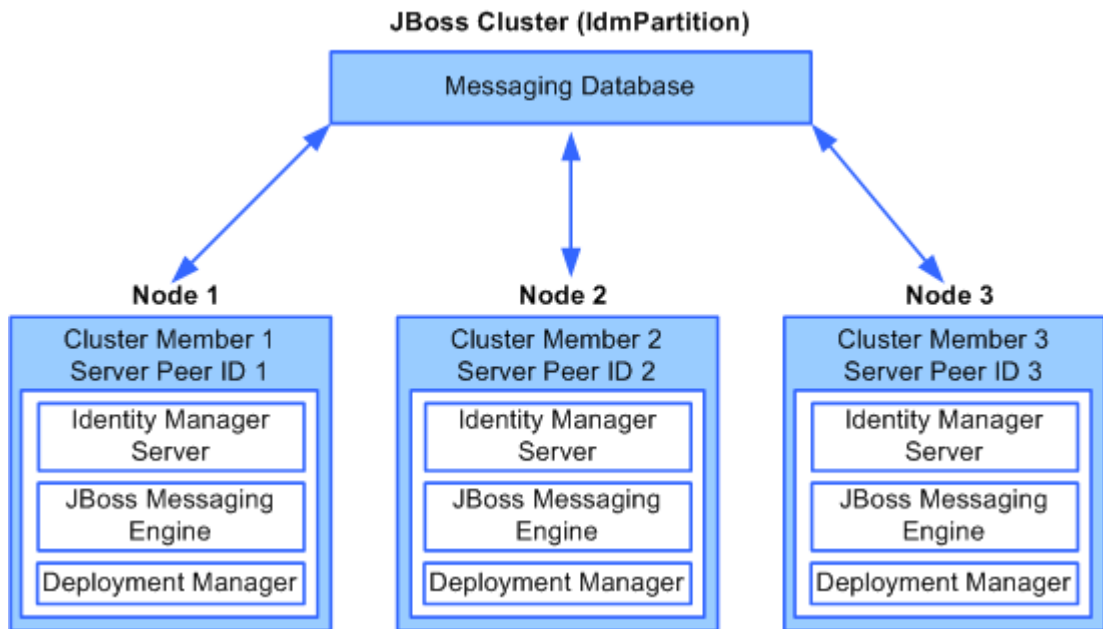 JBoss Cluster (IdmPartition)
Messaging Database
Node 1
Cluster Member 1
Server Peer ID 1
Identity Manager
Server
JBoss Messaging
Engine
Deployment Manager
Node 2
Cluster Member 2
Server Peer ID 2
Identity Manager
Server
JBoss Messaging
Engine
Deployment Manager
Node 3
Cluster Member 3
Server Peer ID 3
Identity Manager
Server
JBoss Messaging
Engine
Deployment Manager